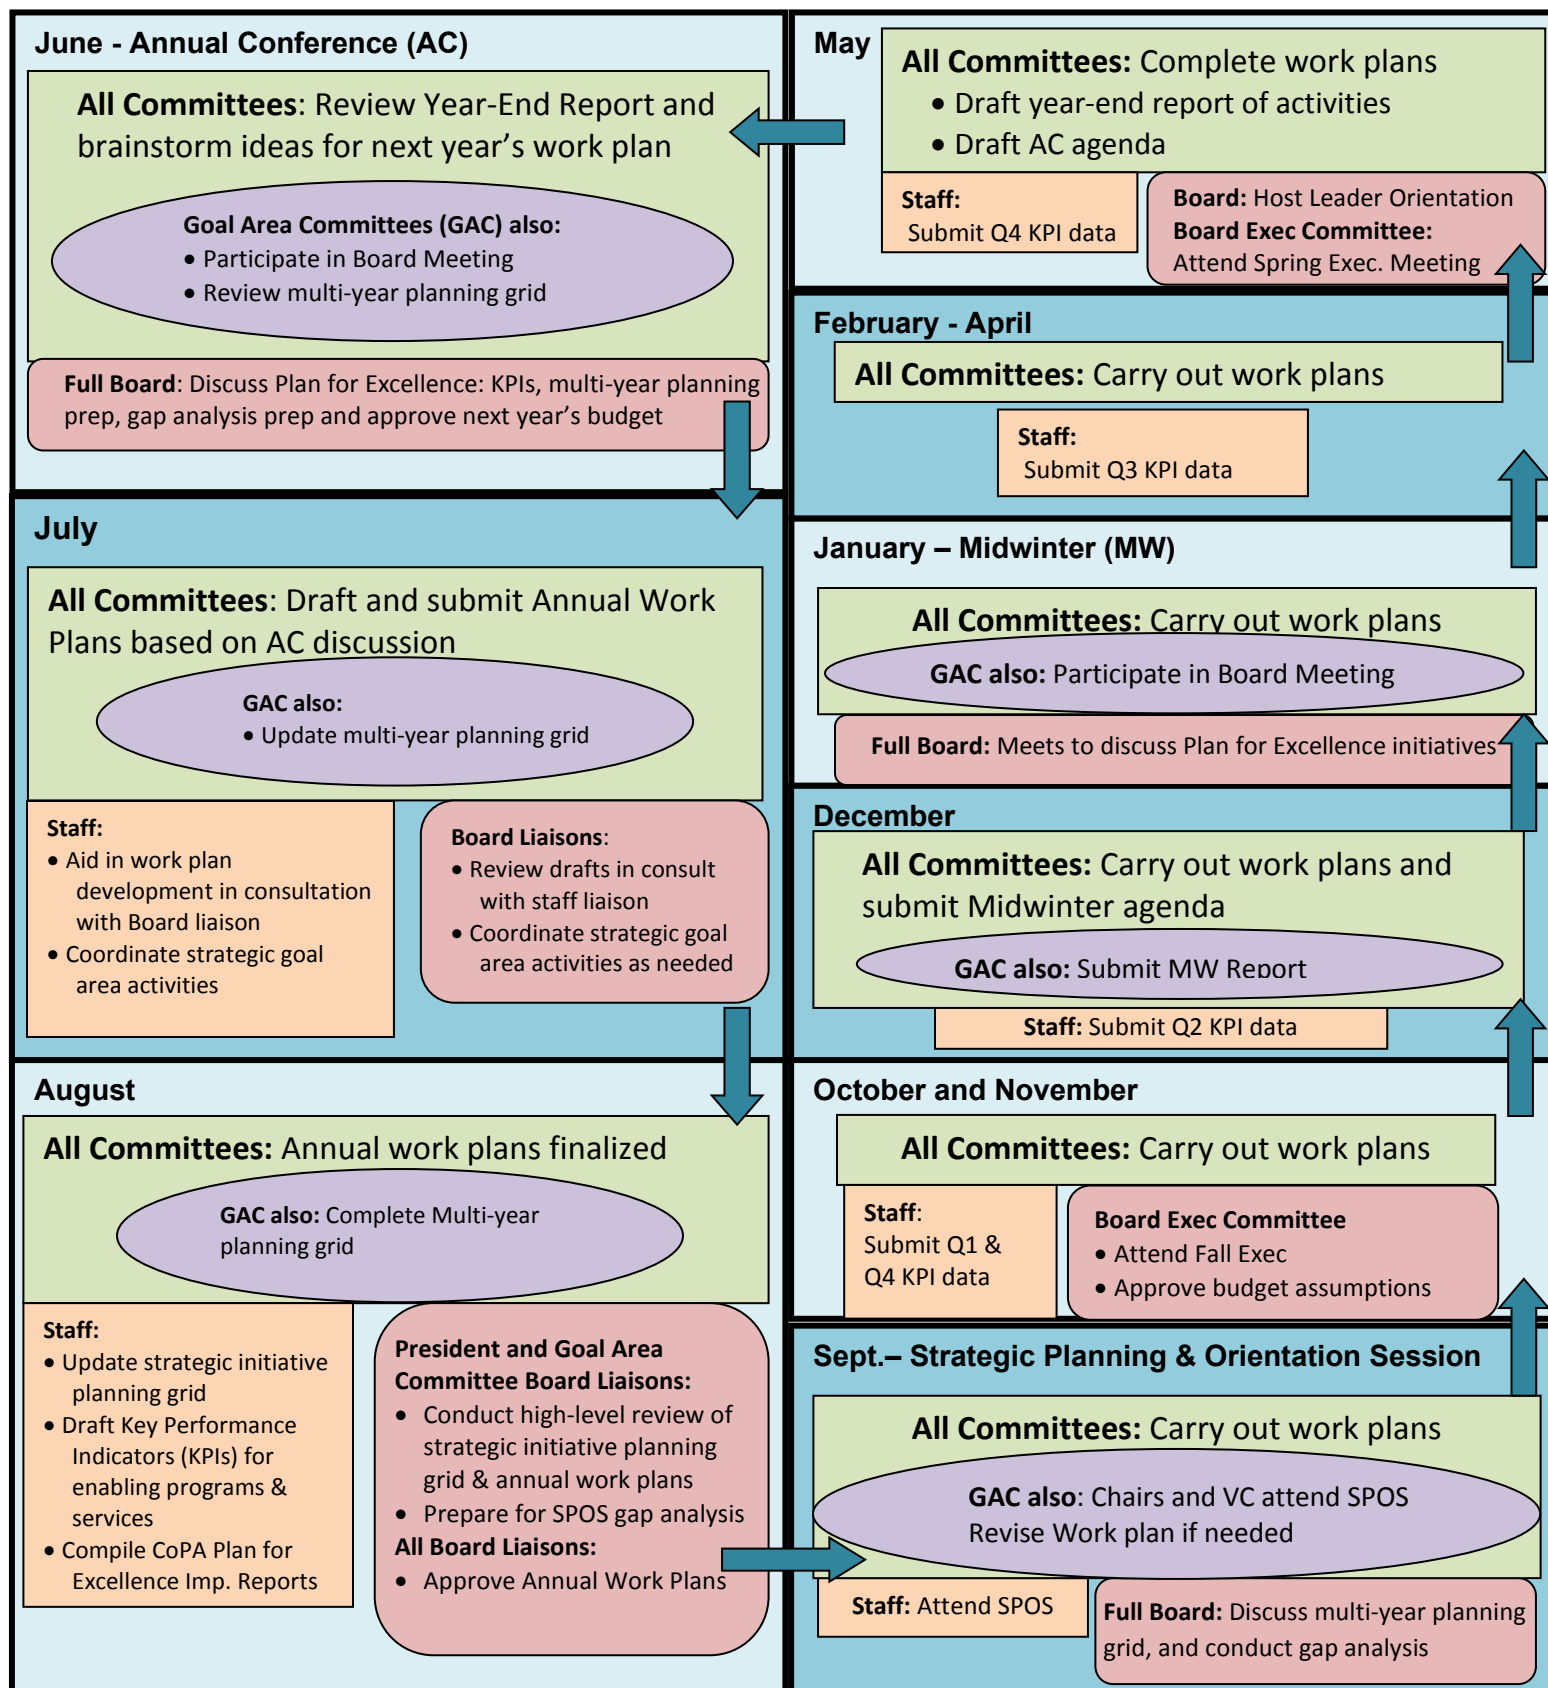 June - Annual Conference (AC)
All Committees: Review Year-End Report and
brainstorm ideas for next year’s work plan
Goal Area Committees (GAC) also:
• Participate in Board Meeting
• Review multi-year planning grid
Full Board: Discuss Plan for Excellence: KPIs, multi-year planning
prep, gap analysis prep and approve next year’s budget
July
All Committees: Draft and submit Annual Work
Plans based on AC discussion
GAC also:
• Update multi-year planning grid
Staff:
• Aid in work plan
development in consultation
with Board liaison
• Coordinate strategic goal
area activities
Board Liaisons:
• Review drafts in consult
with staff liaison
• Coordinate strategic goal
area activities as needed
August
All Committees: Annual work plans finalized
GAC also: Complete Multi-year
planning grid
Staff:
• Update strategic initiative
planning grid
• Draft Key Performance
Indicators (KPIs) for
enabling programs &
services
• Compile CoPA Plan for
Excellence Imp. Reports
President and Goal Area
Committee Board Liaisons:
• Conduct high-level review of
strategic initiative planning
grid & annual work plans
• Prepare for SPOS gap analysis
All Board Liaisons:
• Approve Annual Work Plans
May
All Committees: Complete work plans
• Draft year-end report of activities
• Draft AC agenda
Staff:
Submit Q4 KPI data
Board: Host Leader Orientation
Board Exec Committee:
Attend Spring Exec. Meeting
February - April
All Committees: Carry out work plans
Staff:
Submit Q3 KPI data
January – Midwinter (MW)
All Committees: Carry out work plans
GAC also: Participate in Board Meeting
Full Board: Meets to discuss Plan for Excellence initiatives
December
All Committees: Carry out work plans and
submit Midwinter agenda
GAC also: Submit MW Report
Staff: Submit Q2 KPI data
October and November
All Committees: Carry out work plans
Staff:
Submit Q1 &
Q4 KPI data
Board Exec Committee
• Attend Fall Exec
• Approve budget assumptions
Sept.– Strategic Planning & Orientation Session
All Committees: Carry out work plans
GAC also: Chairs and VC attend SPOS
Revise Work plan if needed
Staff: Attend SPOS
Full Board: Discuss multi-year planning
grid, and conduct gap analysis